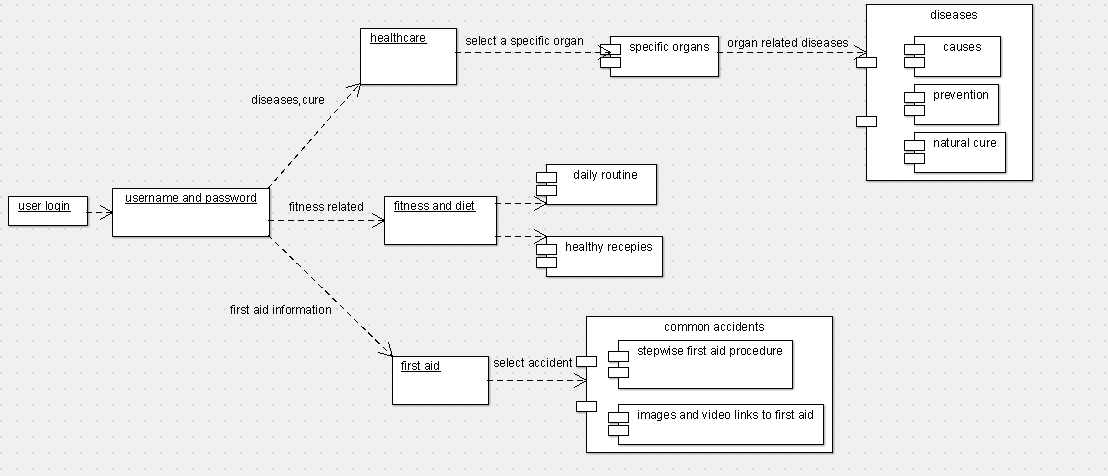 diseases
healthcare
select a specific organ
specific organs
organ related diseases
causes
prevention
natural cure
diseases,cure
daily routine
user login
username and password
fitness related
fitness and diet
healthy recepies
first aid information
common accidents
first aid
select accident
stepwise first aid procedure
images and video links to first aid